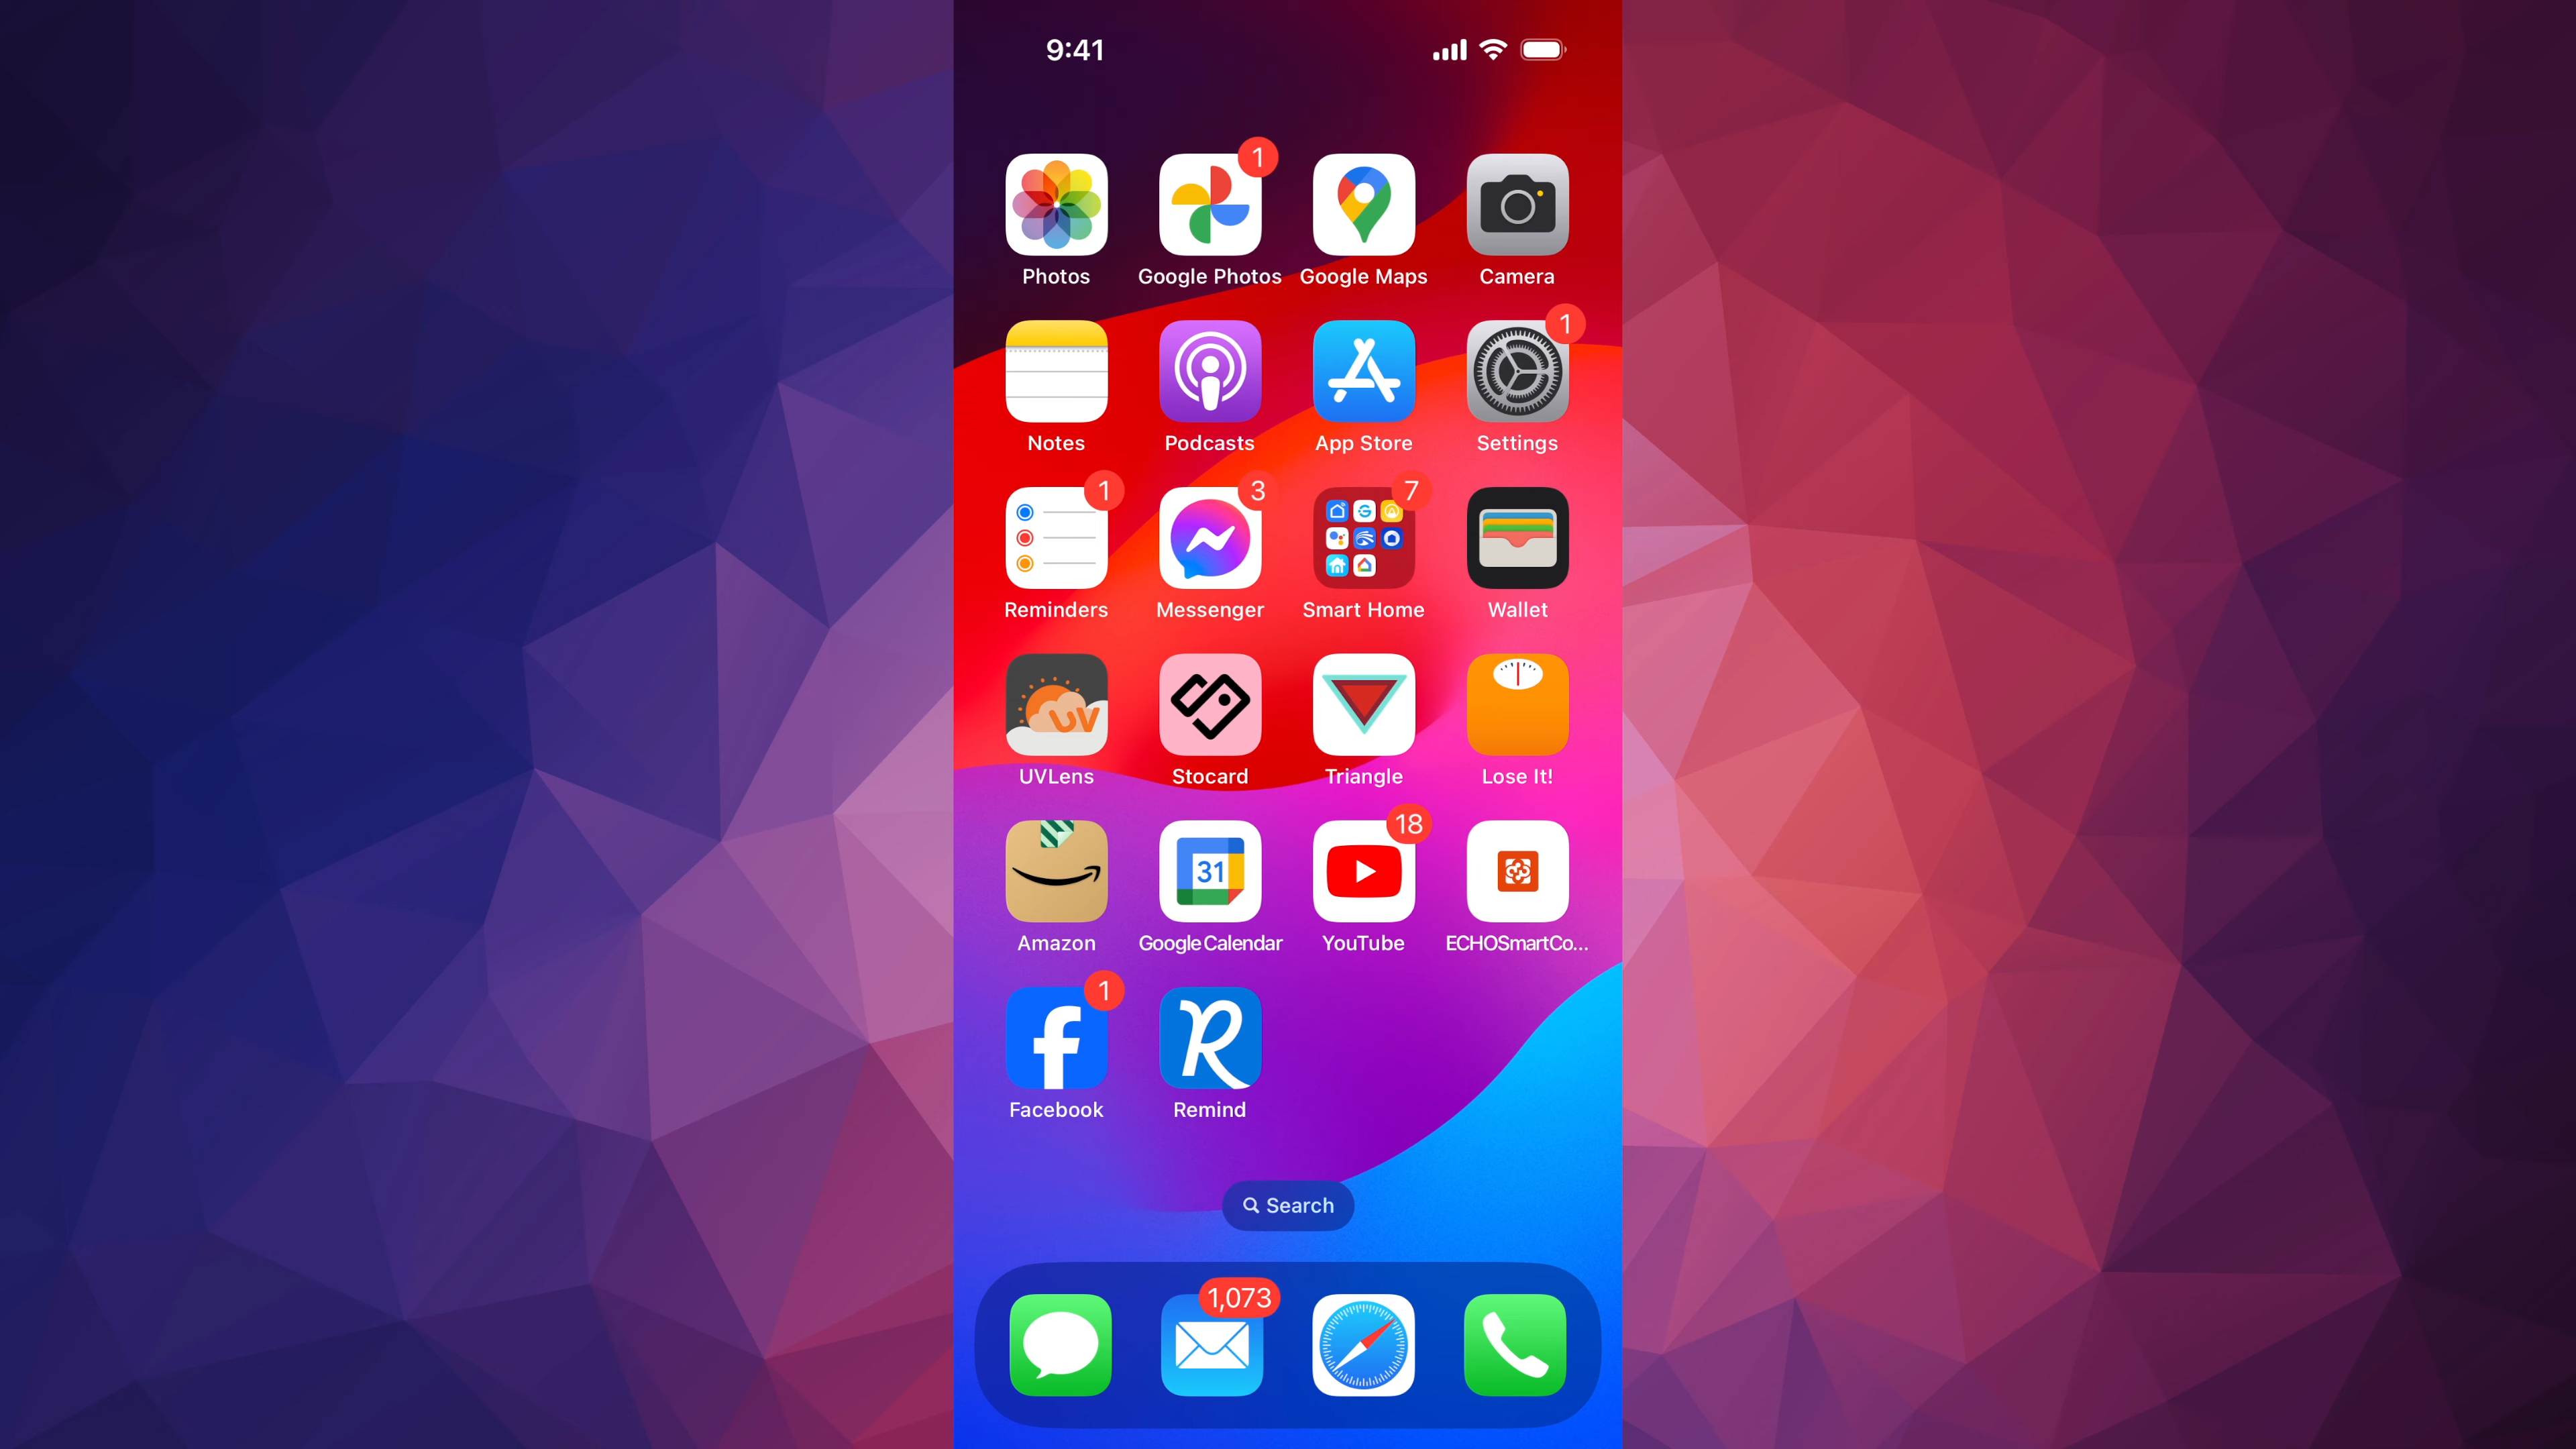 9:41
1
Photos Google Photos Google Maps Camera
1
Notes Podcasts App Store Settings
1 3 7
Reminders Messenger Smart Home Wallet
UV
UVLens Stocard Triangle Lose It!
18
31
Amazon Google Calendar YouTube ECHOSmartCo...
1
Facebook Remind
Search
1,073